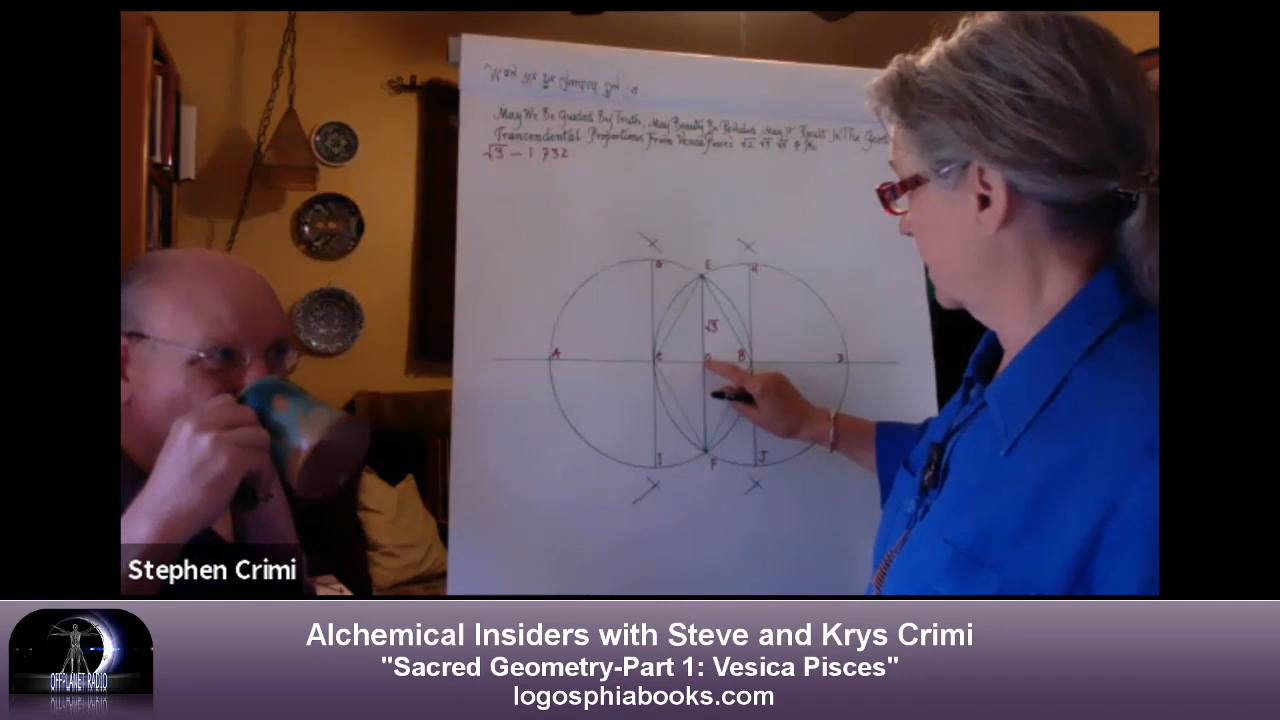 May We Be Guided By Truth, May Beauty Be Revealed May It Result In The
Trancendental Proportions From Vesica Pisces √2 √3 √5 &
√3 — 1 732
G E H
√3
A C O B D
I F J
Stephen Crimi
Alchemical Insiders with Steve and Krys Crimi
"Sacred Geometry-Part 1: Vesica Pisces"
OFFPLANET RADIO
logosphiabooks.com